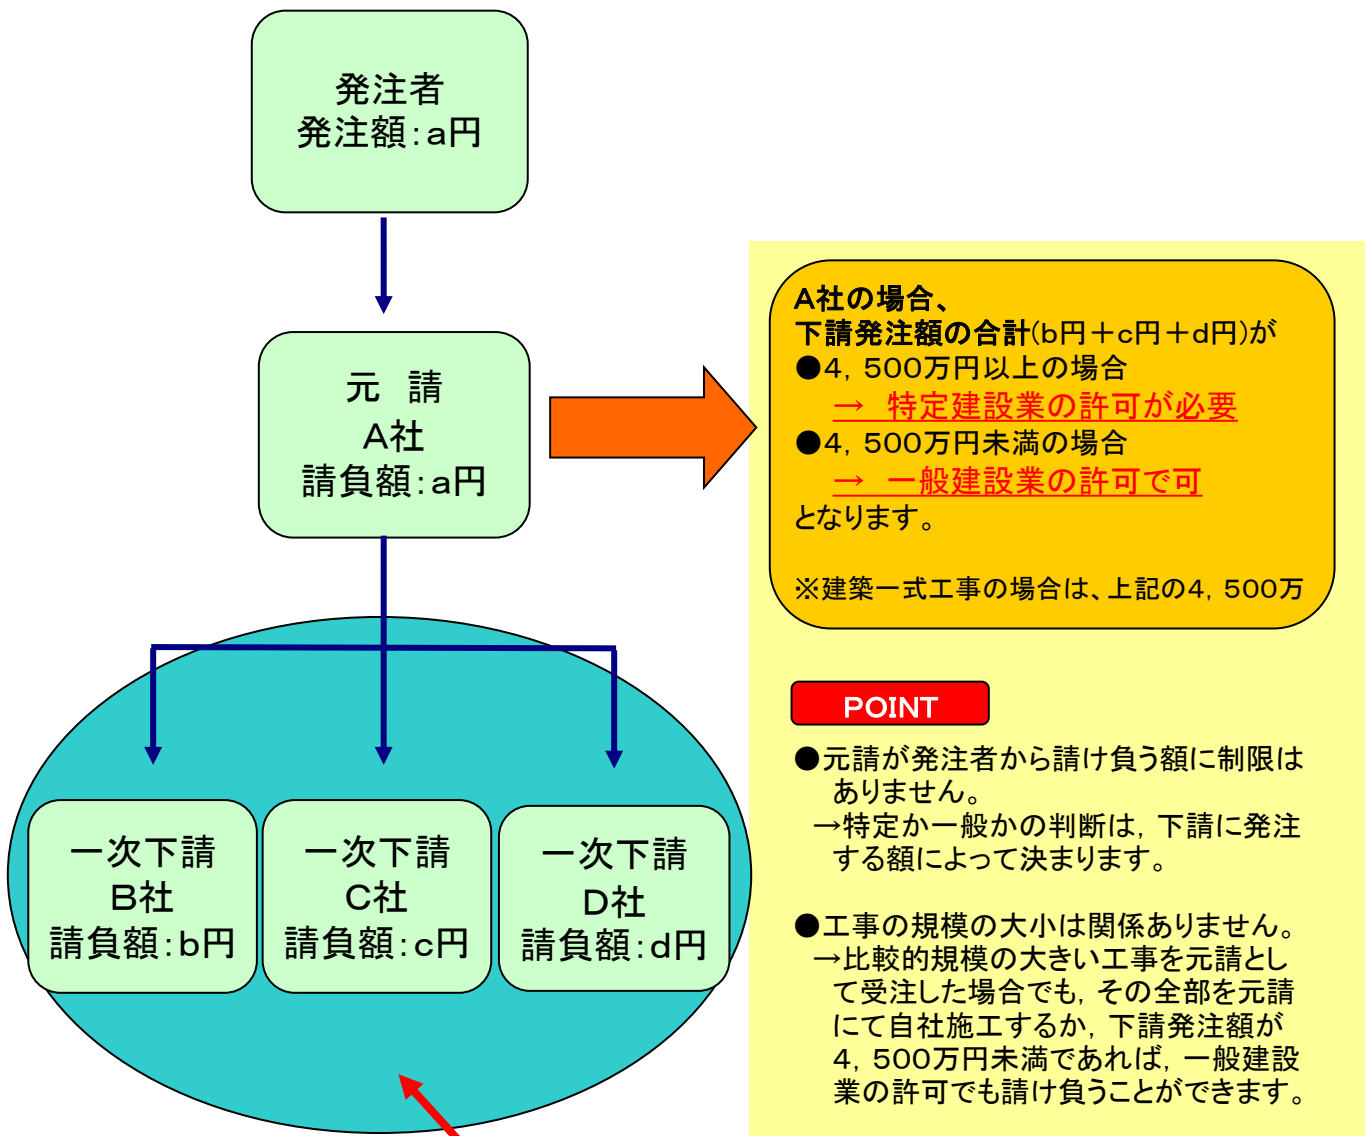 発注者
発注額：a円
元　請
A社
請負額：a円
A社の場合、
下請発注額の合計(b円＋c円＋d円)が
●4，500万円以上の場合
→　特定建設業の許可が必要
●4，500万円未満の場合
→　一般建設業の許可で可
となります。
※建築一式工事の場合は、上記の4，500万
一次下請
B社
請負額：b円
一次下請
C社
請負額：c円
一次下請
D社
請負額：d円
POINT
●元請が発注者から請け負う額に制限は
ありません。
→特定か一般かの判断は，下請に発注
する額によって決まります。
●工事の規模の大小は関係ありません。
→比較的規模の大きい工事を元請とし
て受注した場合でも，その全部を元請
にて自社施工するか，下請発注額が
4，500万円未満であれば，一般建設
業の許可でも請け負うことができます。